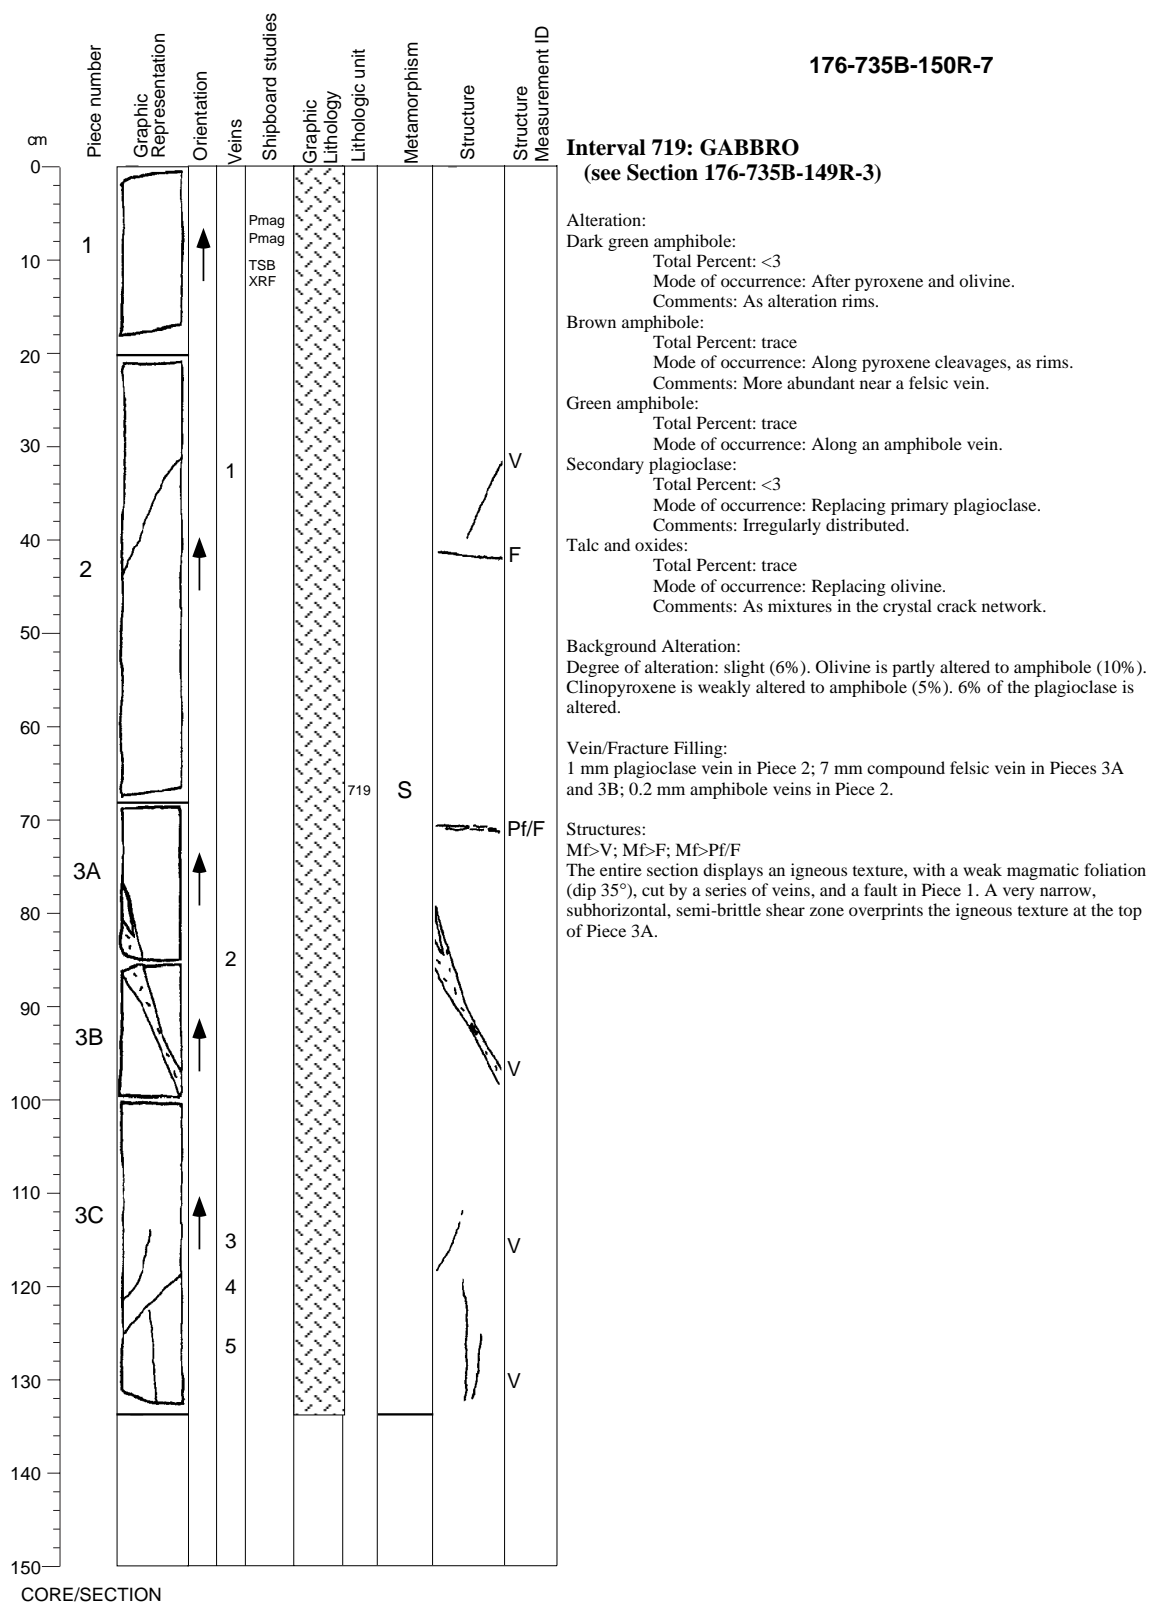 176-735B-150R-7
cm
Piece number
Graphic
Representation
Orientation
Veins
Shipboard studies
Graphic
Lithology
Lithologic unit
Metamorphism
Structure
Structure
Measurement ID
0
10
20
30
40
50
60
70
80
90
100
110
120
130
140
150
1
2
3A
3B
3C
1
2
3
4
5
Pmag
Pmag
TSB
XRF
719
S
V
F
Pf/F
V
V
V
CORE/SECTION
Interval 719: GABBRO
(see Section 176-735B-149R-3)
Alteration:
Dark green amphibole:
Total Percent: <3
Mode of occurrence: After pyroxene and olivine.
Comments: As alteration rims.
Brown amphibole:
Total Percent: trace
Mode of occurrence: Along pyroxene cleavages, as rims.
Comments: More abundant near a felsic vein.
Green amphibole:
Total Percent: trace
Mode of occurrence: Along an amphibole vein.
Secondary plagioclase:
Total Percent: <3
Mode of occurrence: Replacing primary plagioclase.
Comments: Irregularly distributed.
Talc and oxides:
Total Percent: trace
Mode of occurrence: Replacing olivine.
Comments: As mixtures in the crystal crack network.
Background Alteration:
Degree of alteration: slight (6%). Olivine is partly altered to amphibole (10%).
Clinopyroxene is weakly altered to amphibole (5%). 6% of the plagioclase is
altered.
Vein/Fracture Filling:
1 mm plagioclase vein in Piece 2; 7 mm compound felsic vein in Pieces 3A
and 3B; 0.2 mm amphibole veins in Piece 2.
Structures:
Mf>V; Mf>F; Mf>Pf/F
The entire section displays an igneous texture, with a weak magmatic foliation
(dip 35°), cut by a series of veins, and a fault in Piece 1. A very narrow,
subhorizontal, semi-brittle shear zone overprints the igneous texture at the top
of Piece 3A.